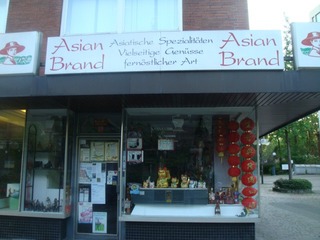 Asian
Brand
Asiatische Spezialitäten
Vielseitige Genüsse
fernöstlicher Art
Asian
Brand